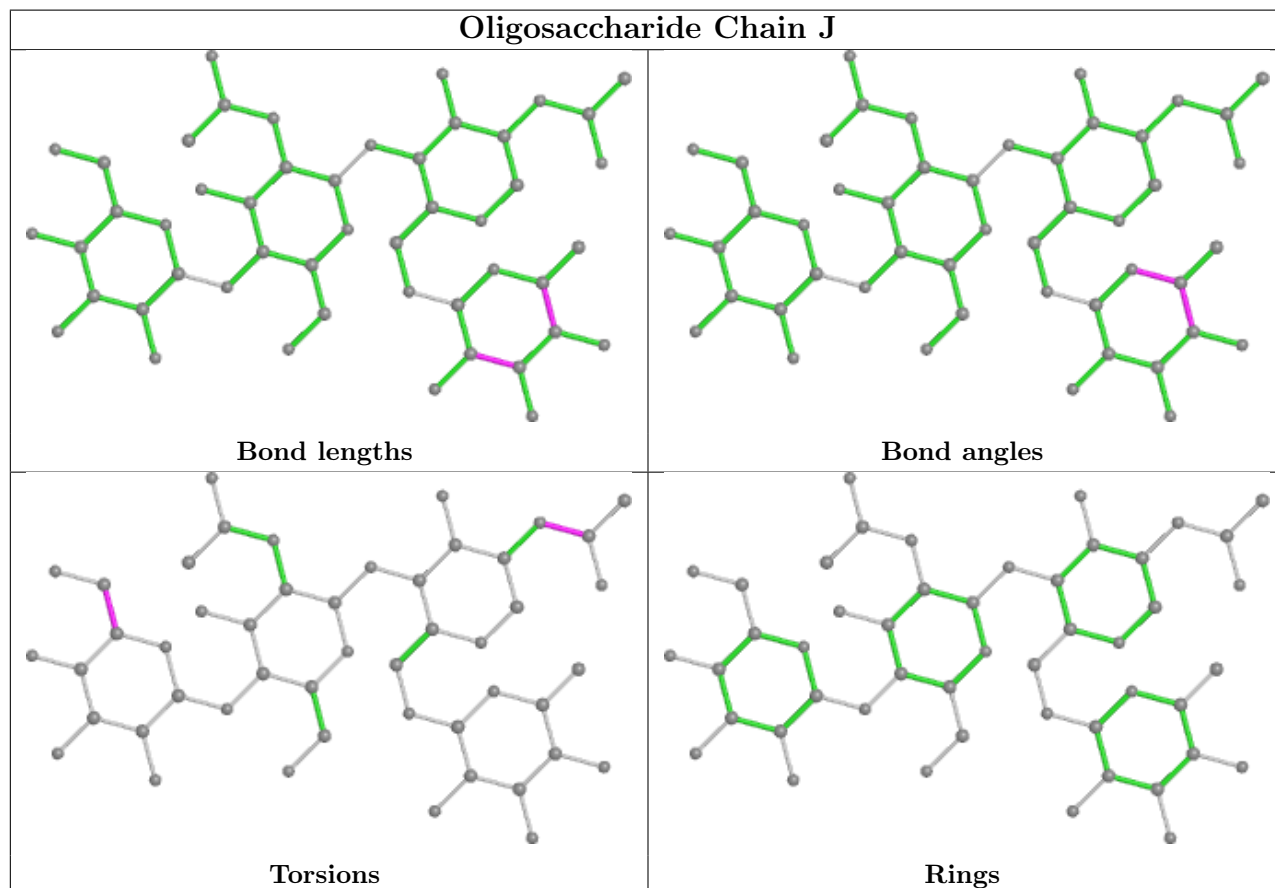 Oligosaccharide Chain J
Bond lengths
Bond angles
Torsions
Rings